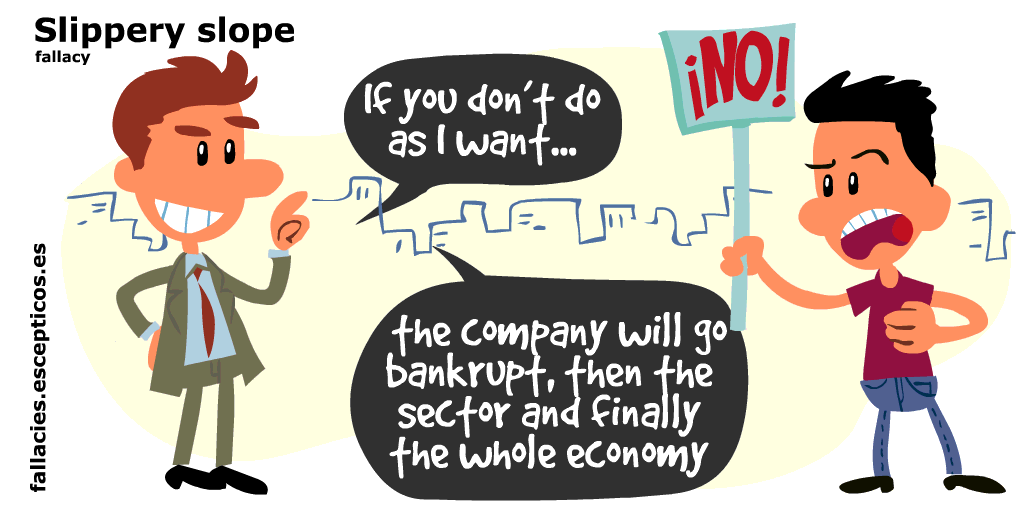 Slippery slope
fallacy
If you don't do
as I want...
¡NO!
the company will go
bankrupt, then the
sector and finally
the whole economy
fallacies.escepticos.es